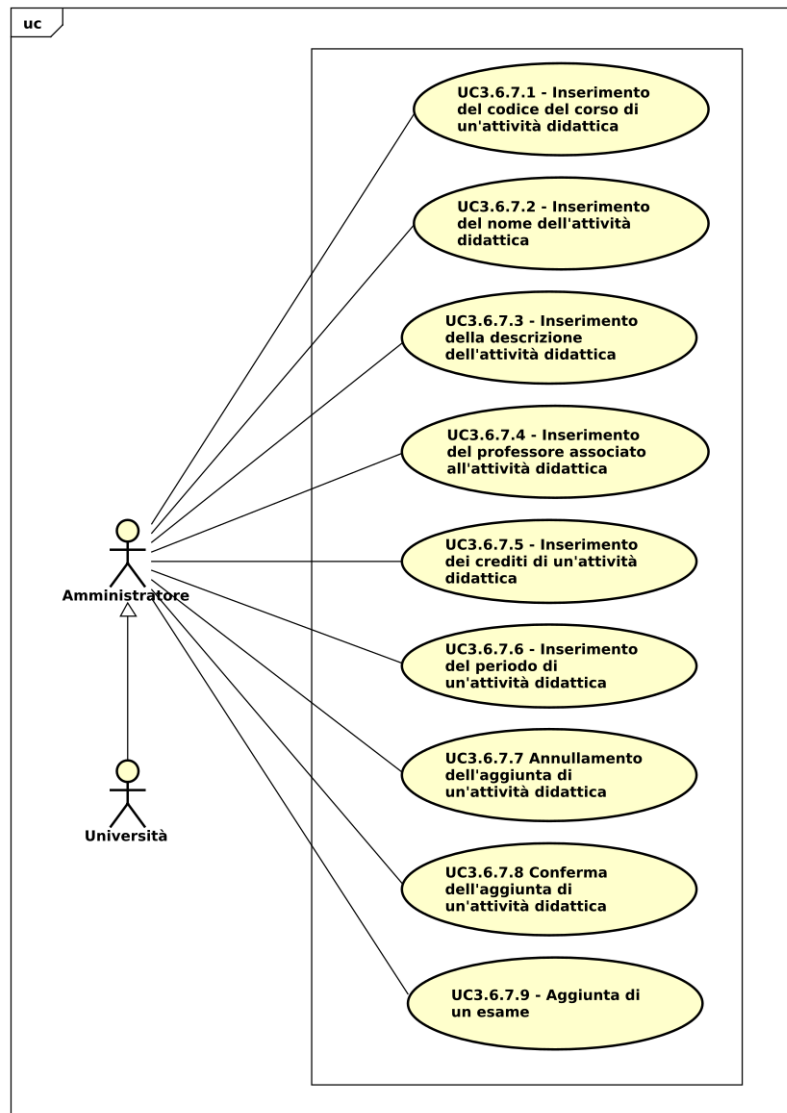 uc
UC3.6.7.1 - Inserimento
del codice del corso di
un'attività didattica
UC3.6.7.2 - Inserimento
del nome dell'attività
didattica
UC3.6.7.3 - Inserimento
della descrizione
dell'attività didattica
UC3.6.7.4 - Inserimento
del professore associato
all'attività didattica
UC3.6.7.5 - Inserimento
dei crediti di un'attività
didattica
Amministratore
UC3.6.7.6 - Inserimento
del periodo di
un'attività didattica
UC3.6.7.7 Annullamento
dell'aggiunta di
un'attività didattica
Università
UC3.6.7.8 Conferma
dell'aggiunta di
un'attività didattica
UC3.6.7.9 - Aggiunta di
un esame